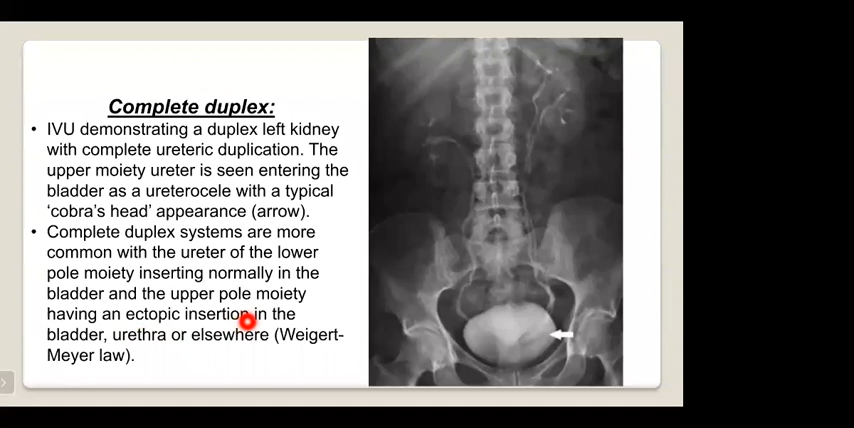 Complete duplex:
• IVU demonstrating a duplex left kidney
with complete ureteric duplication. The
upper moiety ureter is seen entering the
bladder as a ureterocele with a typical
‘cobra’s head’ appearance (arrow).
• Complete duplex systems are more
common with the ureter of the lower
pole moiety inserting normally in the
bladder and the upper pole moiety
having an ectopic insertion in the
bladder, urethra or elsewhere (Weigert-
Meyer law).